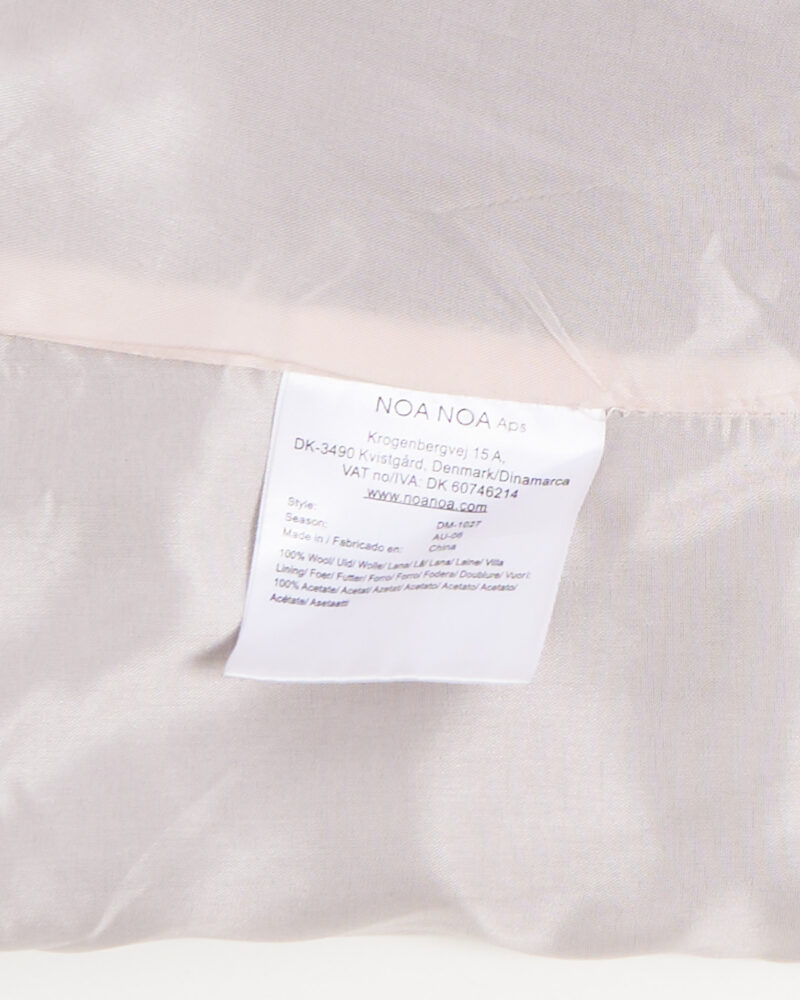 NOA NOA Aps
Krogenbergvej 15 A,
DK-3490 Kvistgård, Denmark/Dinamarca
VAT no/IVA: DK 60746214
www.noanoa.com
Style: DM-1027
Season: AU-06
Made in / Fabricado en: China
100% Wool/ Uld/ Wolle/ Lana/ Lã/ Lana/ Laine/ Villa
Lining/ Foer/ Futter/ Forro/ Forro/ Fodera/ Doublure/ Vuori:
100% Acetate/ Acetat/ Azetat/ Acetato/ Acetato/ Acetato/
Acétate/ Asetaatti